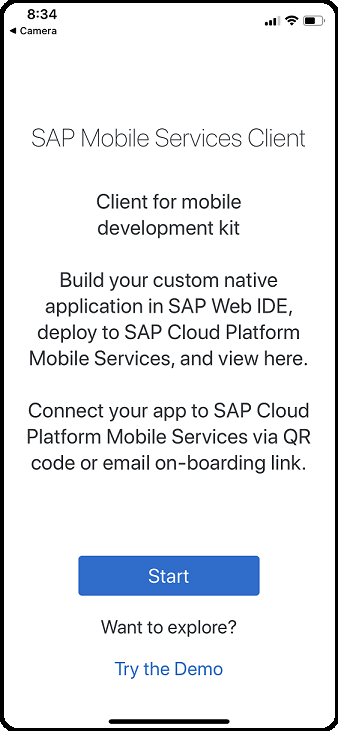 8:34
◀ Camera
SAP Mobile Services Client
Client for mobile
development kit
Build your custom native
application in SAP Web IDE,
deploy to SAP Cloud Platform
Mobile Services, and view here.
Connect your app to SAP Cloud
Platform Mobile Services via QR
code or email on-boarding link.
Start
Want to explore?
Try the Demo